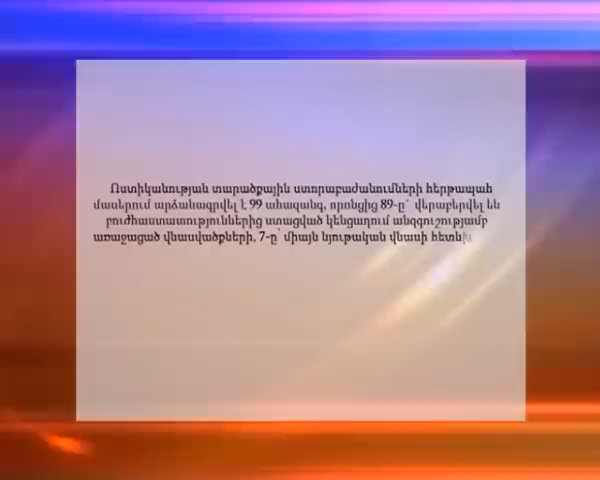 Ոստիկանության տարածքային ստորաբաժանումների հերթապահ
մասերում արձանագրվել է 99 ահազանգ, որոնցից 89-ը՝ վերաբերվել են
բուժհաստատություններից ստացված կենցաղում անզգուշությամբ
առաջացած վնասվածքների, 7-ը՝ միայն նյութական վնասի հետև